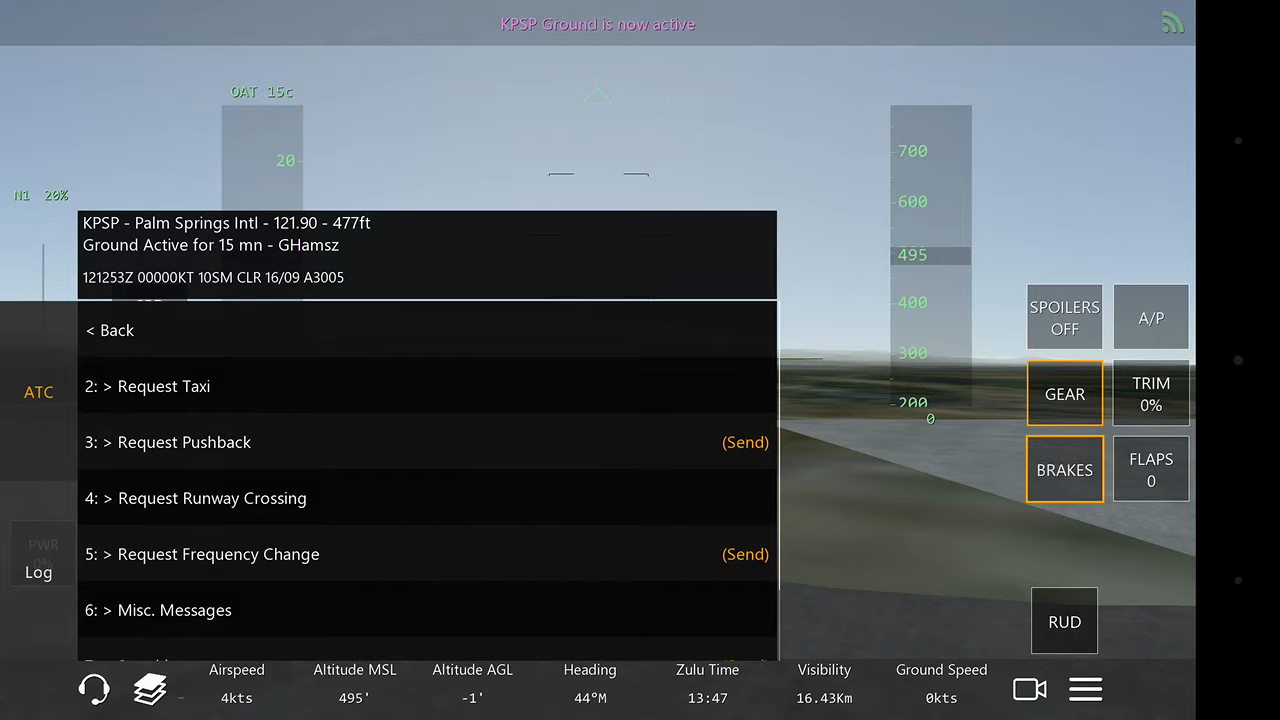 KPSP Ground is now active
OAT 15c
20
N1 20%
700
600
495
400
300
200
0
KPSP - Palm Springs Intl - 121.90 - 477ft
Ground Active for 15 mn - GHamsz
121253Z 00000KT 10SM CLR 16/09 A3005
< Back
2: > Request Taxi
3: > Request Pushback (Send)
4: > Request Runway Crossing
5: > Request Frequency Change (Send)
6: > Misc. Messages
ATC
PWR
0%
Log
SPOILERS
OFF
A/P
GEAR
TRIM
0%
BRAKES
FLAPS
0
RUD
Airspeed Altitude MSL Altitude AGL Heading Zulu Time Visibility Ground Speed
4kts 495' -1' 44°M 13:47 16.43Km 0kts